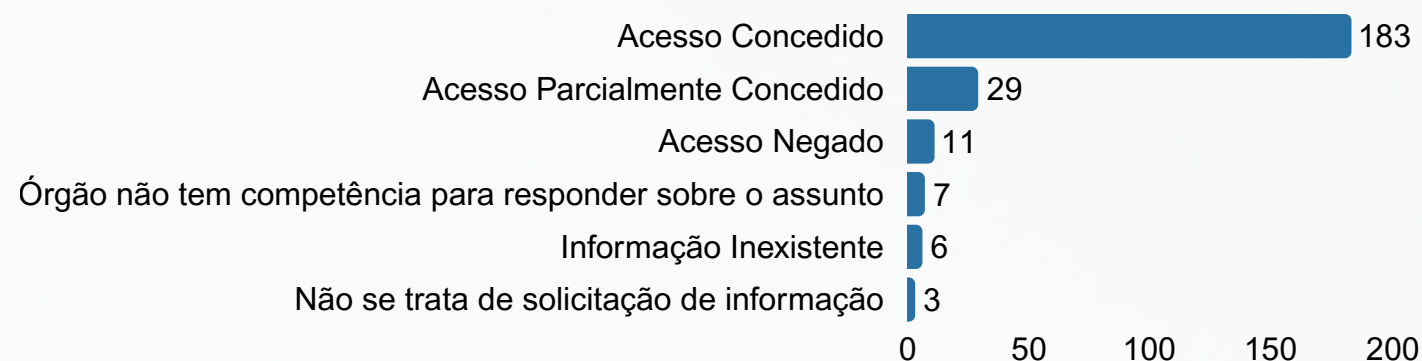 Acesso Concedido 183
Acesso Parcialmente Concedido 29
Acesso Negado 11
Órgão não tem competência para responder sobre o assunto 7
Informação Inexistente 6
Não se trata de solicitação de informação 3
0 50 100 150 200